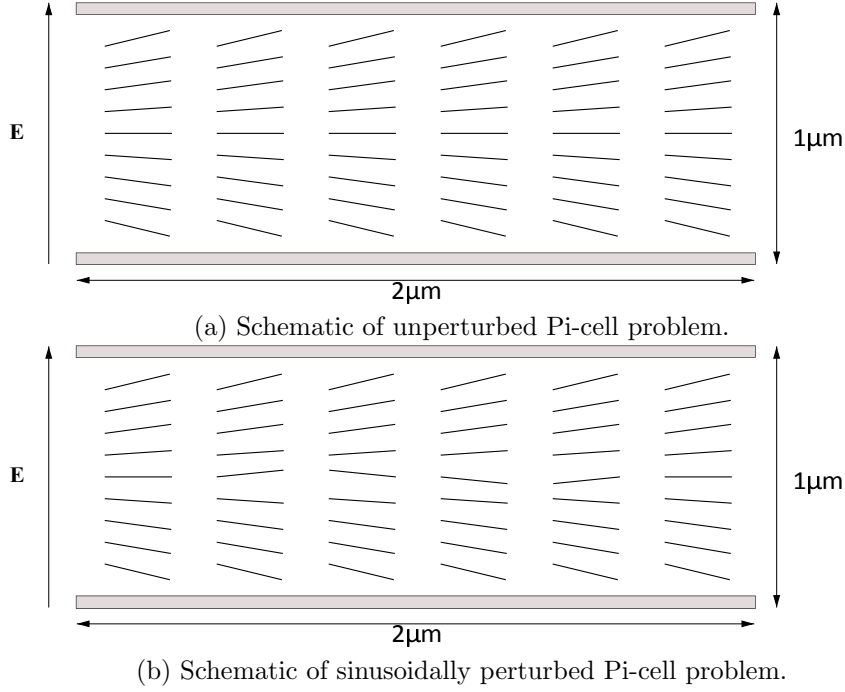 E
1μm
2μm
(a) Schematic of unperturbed Pi-cell problem.
E
1μm
2μm
(b) Schematic of sinusoidally perturbed Pi-cell problem.